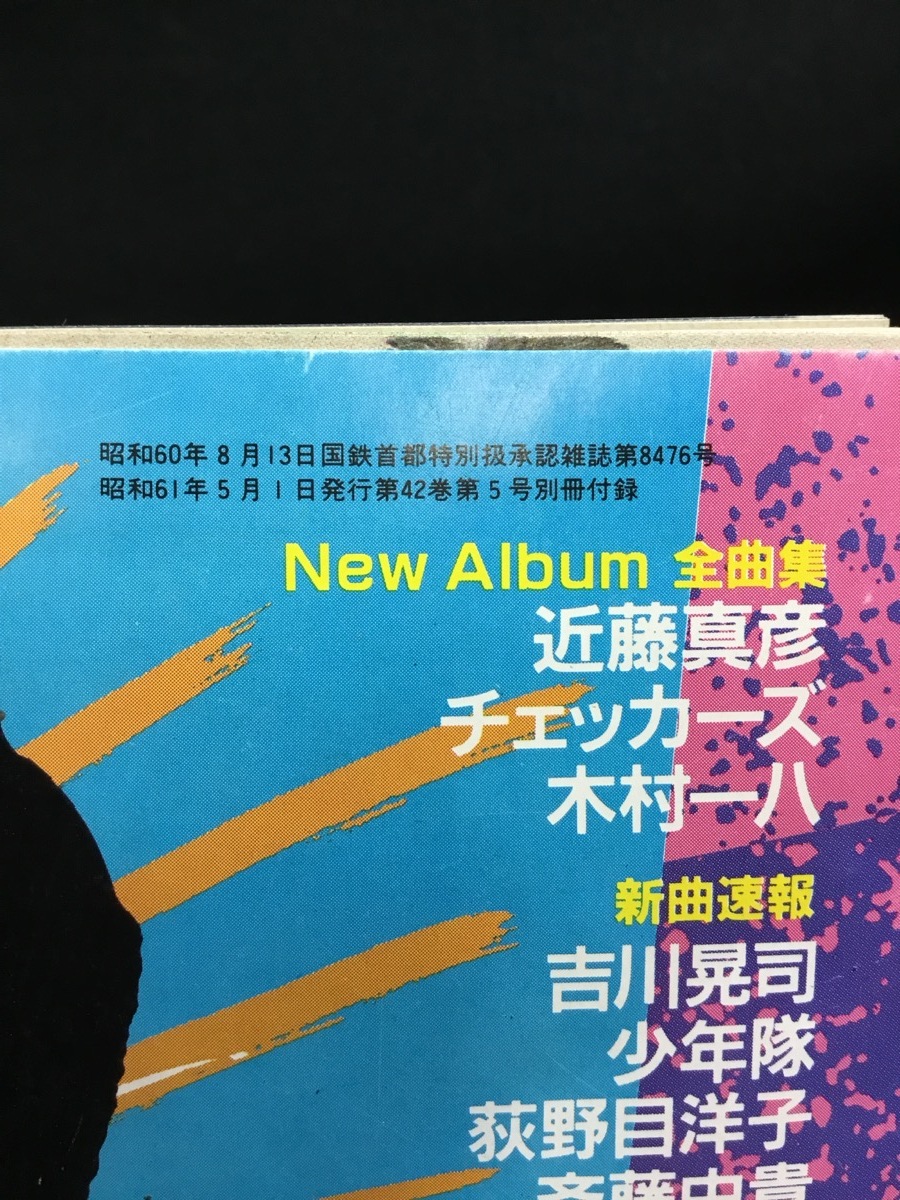 昭和60年8月13日国鉄首都特別扱承認雑誌第8476号
昭和61年5月1日発行第42巻第5号別冊付録
New Album 全曲集
近藤真彦
チェッカーズ
木村一八
新曲速報
吉川晃司
少年隊
荻野目洋子
斉藤由貴